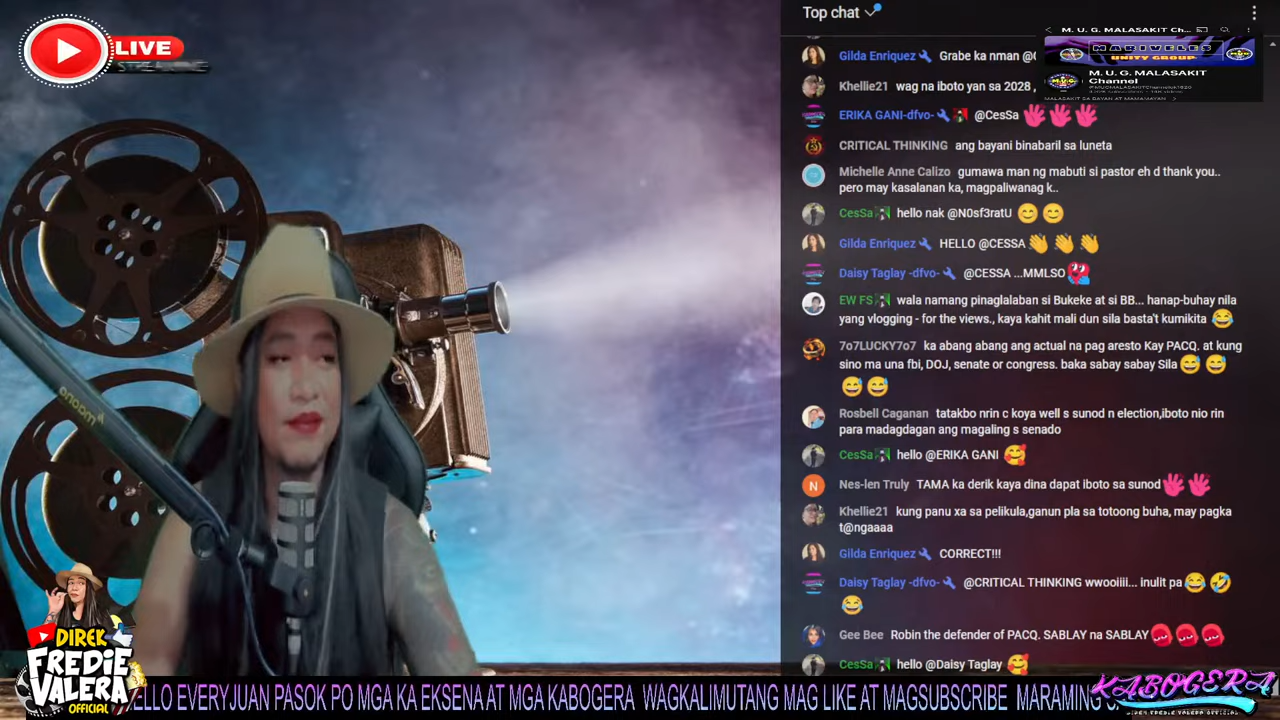 LIVE
Top chat
M. U. G. MALASAKIT Ch...
MARIVELES
UNITY GROUP
M. U. G. MALASAKIT
Channel
Gilda Enriquez Grabe ka nman @
Khellie21 wag na iboto yan sa 2028 ,
ERIKA GANI-dfvo- @CesSa
CRITICAL THINKING ang bayani binabaril sa luneta
Michelle Anne Calizo gumawa man ng mabuti si pastor eh d thank you..
pero may kasalanan ka, magpaliwanag k..
CesSa hello nak @N0sf3ratU 😊 😊
Gilda Enriquez HELLO @CESSA 👋 👋 👋
Daisy Taglay -dfvo- @CESSA ...MMLSO
EW FS wala namang pinaglalaban si Bukeke at si BB... hanap-buhay nila
yang vlogging - for the views., kaya kahit mali dun sila basta't kumikita 😂
7o7LUCKY7o7 ka abang abang ang actual na pag aresto Kay PACQ. at kung
sino ma una fbi, DOJ, senate or congress. baka sabay sabay Sila 😅 😅
😅 😅
Rosbell Caganan tatakbo nrin c koya well s sunod n election,iboto nio rin
para madagdagan ang magaling s senado
CesSa hello @ERIKA GANI 🥰
N
Nes-len Truly TAMA ka derik kaya dina dapat iboto sa sunod
Khellie21 kung panu xa sa pelikula,ganun pla sa totoong buha, may pagka
t@ngaaaa
Gilda Enriquez CORRECT!!!
Daisy Taglay -dfvo- @CRITICAL THINKING wwooiiii... inulit pa 😂 🤣
😂
Gee Bee Robin the defender of PACQ. SABLAY na SABLAY
CesSa hello @Daisy Taglay 🥰
maono
DIREK
FREDIE
VALERA
OFFICIAL
ELLO EVERYJUAN PASOK PO MGA KA EKSENA AT MGA KABOGERA WAGKALIMUTANG MAG LIKE AT MAGSUBSCRIBE MARAMING
KABOGERA